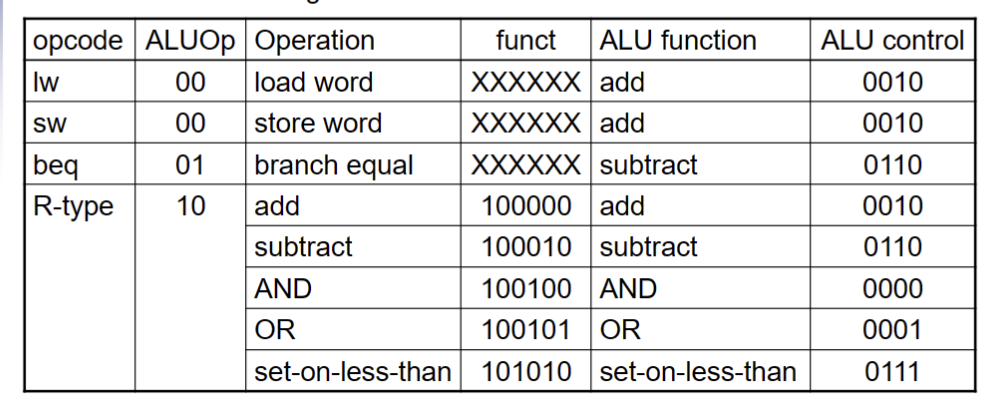 opcode ALUOp Operation funct ALU function ALU control
lw 00 load word XXXXXX add 0010
sw 00 store word XXXXXX add 0010
beq 01 branch equal XXXXXX subtract 0110
R-type 10 add 100000 add 0010
subtract 100010 subtract 0110
AND 100100 AND 0000
OR 100101 OR 0001
set-on-less-than 101010 set-on-less-than 0111